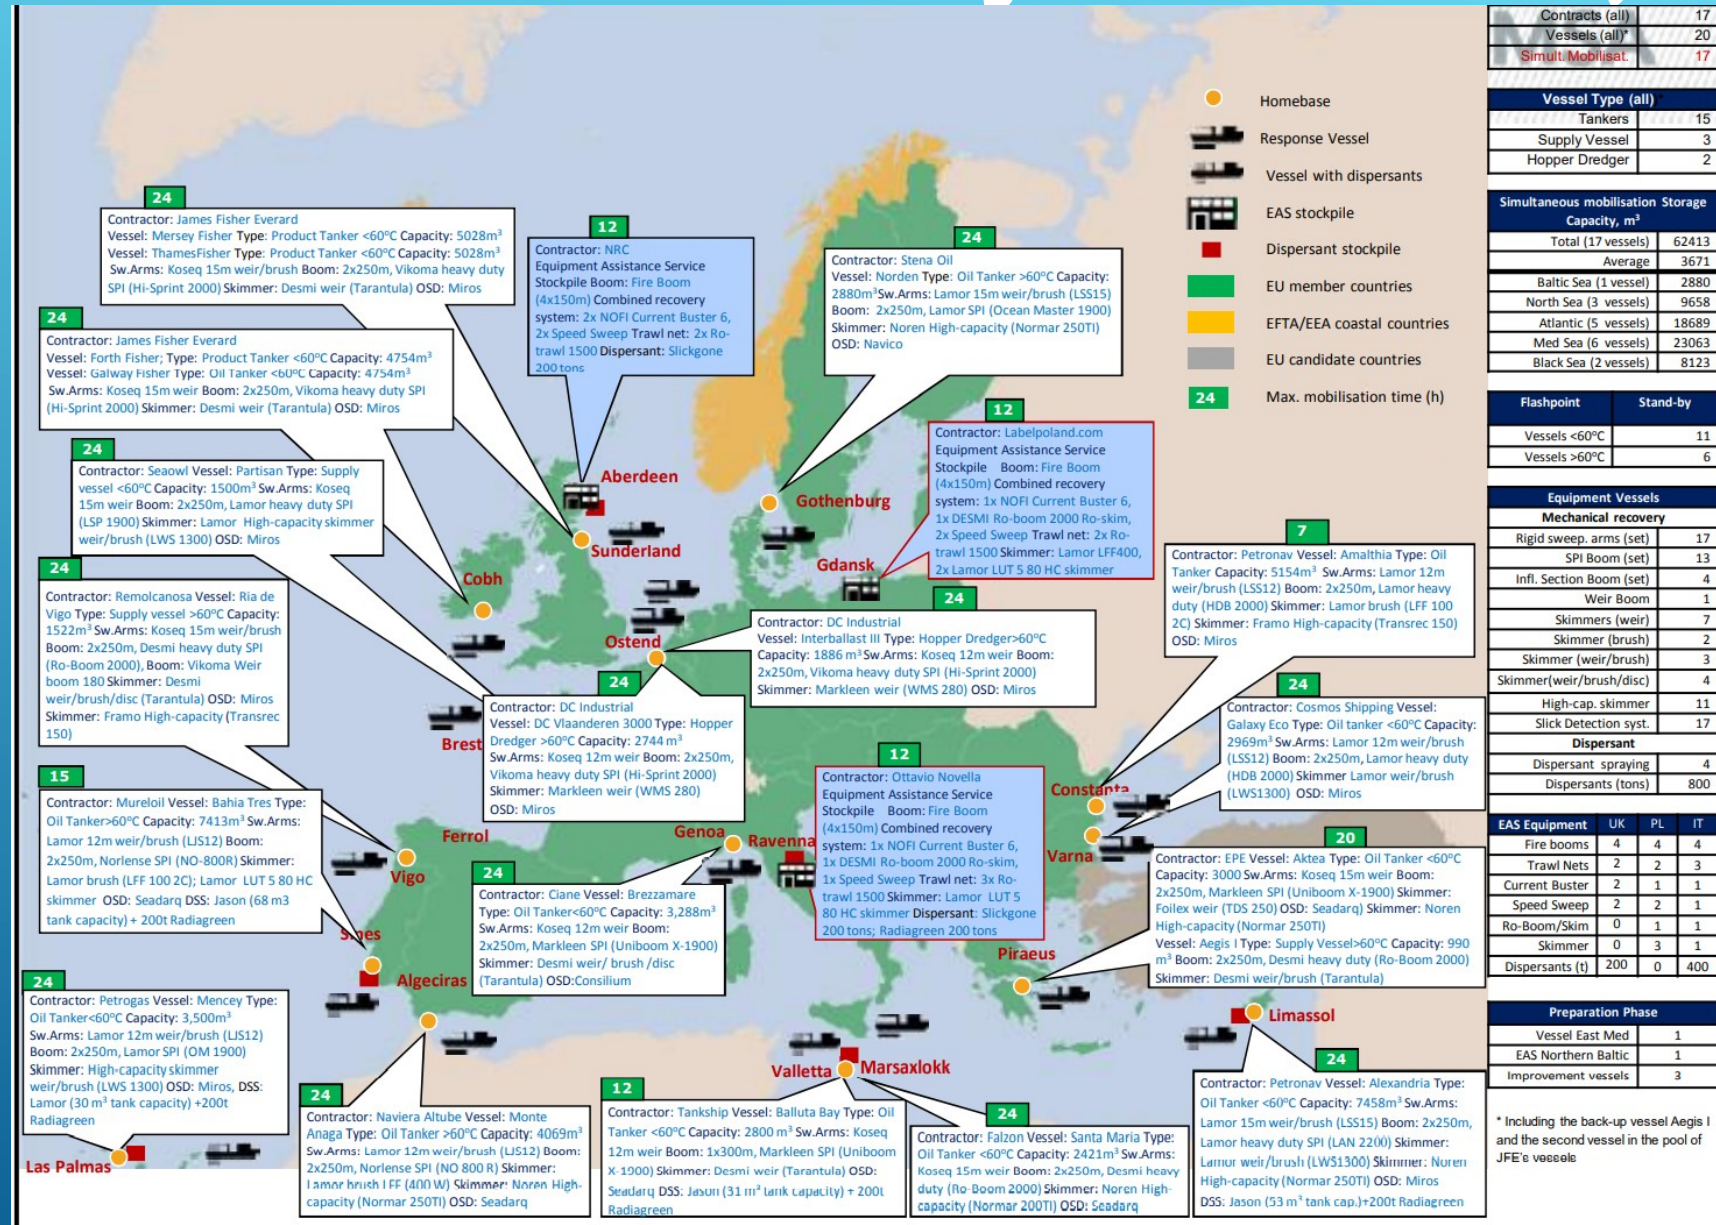 Contracts (all) 17
Vessels (all)* 20
Simult. Mobilisat. 17
Vessel Type (all)*
Tankers 15
Supply Vessel 3
Hopper Dredger 2
Simultaneous mobilisation Storage
Capacity, m³
Total (17 vessels) 62413
Average 3671
Baltic Sea (1 vessel) 2880
North Sea (3 vessels) 9658
Atlantic (5 vessels) 18689
Med Sea (6 vessels) 23063
Black Sea (2 vessels) 8123
Flashpoint Stand-by
Vessels <60°C 11
Vessels >60°C 6
Equipment Vessels
Mechanical recovery
Rigid sweep. arms (set) 17
SPI Boom (set) 13
Infl. Section Boom (set) 4
Weir Boom 1
Skimmers (weir) 7
Skimmer (brush) 2
Skimmer (weir/brush) 3
Skimmer(weir/brush/disc) 4
High-cap. skimmer 11
Slick Detection syst. 17
Dispersant
Dispersant spraying 4
Dispersants (tons) 800
EAS Equipment UK PL IT
Fire booms 4 4 4
Trawl Nets 2 2 3
Current Buster 2 1 1
Speed Sweep 2 2 1
Ro-Boom/Skim 0 1 1
Skimmer 0 3 1
Dispersants (t) 200 0 400
Preparation Phase
Vessel East Med 1
EAS Northern Baltic 1
Improvement vessels 3
* Including the back-up vessel Aegis I
and the second vessel in the pool of
JFE's vessels
Homebase
Response Vessel
Vessel with dispersants
EAS stockpile
Dispersant stockpile
EU member countries
EFTA/EEA coastal countries
EU candidate countries
24 Max. mobilisation time (h)
24
Contractor: James Fisher Everard
Vessel: Mersey Fisher Type: Product Tanker <60°C Capacity: 5028m³
Vessel: ThamesFisher Type: Product Tanker <60°C Capacity: 5028m³
Sw.Arms: Koseq 15m weir/brush Boom: 2x250m, Vikoma heavy duty
SPI (Hi-Sprint 2000) Skimmer: Desmi weir (Tarantula) OSD: Miros
24
Contractor: James Fisher Everard
Vessel: Forth Fisher; Type: Product Tanker <60°C Capacity: 4754m³
Vessel: Galway Fisher Type: Oil Tanker <60°C Capacity: 4754m³
Sw.Arms: Koseq 15m weir Boom: 2x250m, Vikoma heavy duty SPI
(Hi-Sprint 2000) Skimmer: Desmi weir (Tarantula) OSD: Miros
12
Contractor: NRC
Equipment Assistance Service
Stockpile Boom: Fire Boom
(4x150m) Combined recovery
system: 2x NOFI Current Buster 6,
2x Speed Sweep Trawl net: 2x Ro-
trawl 1500 Dispersant: Slickgone
200 tons
24
Contractor: Stena Oil
Vessel: Norden Type: Oil Tanker >60°C Capacity:
2880m³ Sw.Arms: Lamor 15m weir/brush (LSS15)
Boom: 2x250m, Lamor SPI (Ocean Master 1900)
Skimmer: Noren High-capacity (Normar 250TI)
OSD: Navico
12
Contractor: Labelpoland.com
Equipment Assistance Service
Stockpile Boom: Fire Boom
(4x150m) Combined recovery
system: 1x NOFI Current Buster 6,
1x DESMI Ro-boom 2000 Ro-skim,
2x Speed Sweep Trawl net: 2x Ro-
trawl 1500 Skimmer: Lamor LFF400,
2x Lamor LUT 5 80 HC skimmer
24
Contractor: Seaowl Vessel: Partisan Type: Supply
vessel <60°C Capacity: 1500m³ Sw.Arms: Koseq
15m weir Boom: 2x250m, Lamor heavy duty SPI
(LSP 1900) Skimmer: Lamor High-capacity skimmer
weir/brush (LWS 1300) OSD: Miros
24
Contractor: Remolcanosa Vessel: Ria de
Vigo Type: Supply vessel >60°C Capacity:
1522m³ Sw.Arms: Koseq 15m weir/brush
Boom: 2x250m, Desmi heavy duty SPI
(Ro-Boom 2000), Boom: Vikoma Weir
boom 180 Skimmer: Desmi
weir/brush/disc (Tarantula) OSD: Miros
Skimmer: Framo High-capacity (Transrec
150)
24
Contractor: DC Industrial
Vessel: Interballast III Type: Hopper Dredger>60°C
Capacity: 1886 m³ Sw.Arms: Koseq 12m weir Boom:
2x250m, Vikoma heavy duty SPI (Hi-Sprint 2000)
Skimmer: Markleen weir (WMS 280) OSD: Miros
7
Contractor: Petronav Vessel: Amalthia Type: Oil
Tanker Capacity: 5154m³ Sw.Arms: Lamor 12m
weir/brush (LSS12) Boom: 2x250m, Lamor heavy
duty (HDB 2000) Skimmer: Lamor brush (LFF 100
2C) Skimmer: Framo High-capacity (Transrec 150)
OSD: Miros
24
Contractor: DC Industrial
Vessel: DC Vlaanderen 3000 Type: Hopper
Dredger >60°C Capacity: 2744 m³
Sw.Arms: Koseq 12m weir Boom: 2x250m,
Vikoma heavy duty SPI (Hi-Sprint 2000)
Skimmer: Markleen weir (WMS 280)
OSD: Miros
24
Contractor: Cosmos Shipping Vessel:
Galaxy Eco Type: Oil tanker <60°C Capacity:
2969m³ Sw.Arms: Lamor 12m weir/brush
(LSS12) Boom: 2x250m, Lamor heavy duty
(HDB 2000) Skimmer Lamor weir/brush
(LWS1300) OSD: Miros
15
Contractor: Mureloil Vessel: Bahia Tres Type:
Oil Tanker>60°C Capacity: 7413m³ Sw.Arms:
Lamor 12m weir/brush (LJS12) Boom:
2x250m, Norlense SPI (NO-800R) Skimmer:
Lamor brush (LFF 100 2C); Lamor LUT 5 80 HC
skimmer OSD: Seadarq DSS: Jason (68 m3
tank capacity) + 200t Radiagreen
12
Contractor: Ottavio Novella
Equipment Assistance Service
Stockpile Boom: Fire Boom
(4x150m) Combined recovery
system: 1x NOFI Current Buster 6,
1x DESMI Ro-boom 2000 Ro-skim,
1x Speed Sweep Trawl net: 3x Ro-
trawl 1500 Skimmer: Lamor LUT 5
80 HC skimmer Dispersant: Slickgone
200 tons; Radiagreen 200 tons
20
Contractor: EPE Vessel: Aktea Type: Oil Tanker <60°C
Capacity: 3000 Sw.Arms: Koseq 15m weir Boom:
2x250m, Markleen SPI (Uniboom X-1900) Skimmer:
Foilex weir (TDS 250) OSD: Seadarq) Skimmer: Noren
High-capacity (Normar 250TI)
Vessel: Aegis I Type: Supply Vessel>60°C Capacity: 990
m³ Boom: 2x250m, Desmi heavy duty (Ro-Boom 2000)
Skimmer: Desmi weir/brush (Tarantula)
24
Contractor: Ciane Vessel: Brezzamare
Type: Oil Tanker<60°C Capacity: 3,288m³
Sw.Arms: Koseq 12m weir Boom:
2x250m, Markleen SPI (Uniboom X-1900)
Skimmer: Desmi weir/ brush /disc
(Tarantula) OSD:Consilium
24
Contractor: Petrogas Vessel: Mencey Type:
Oil Tanker<60°C Capacity: 3,500m³
Sw.Arms: Lamor 12m weir/brush (LJS12)
Boom: 2x250m, Lamor SPI (OM 1900)
Skimmer: High-capacity skimmer
weir/brush (LWS 1300) OSD: Miros, DSS:
Lamor (30 m³ tank capacity) +200t
Radiagreen
24
Contractor: Naviera Altube Vessel: Monte
Anaga Type: Oil Tanker >60°C Capacity: 4069m³
Sw.Arms: Lamor 12m weir/brush (LJS12) Boom:
2x250m, Norlense SPI (NO 800 R) Skimmer:
Lamor brush LFF (400 W) Skimmer: Noren High-
capacity (Normar 250TI) OSD: Seadarq
12
Contractor: Tankship Vessel: Balluta Bay Type: Oil
Tanker <60°C Capacity: 2800 m³ Sw.Arms: Koseq
12m weir Boom: 1x300m, Markleen SPI (Uniboom
X-1900) Skimmer: Desmi weir (Tarantula) OSD:
Seadarq DSS: Jason (31 m³ tank capacity) + 200t
Radiagreen
24
Contractor: Falzon Vessel: Santa Maria Type:
Oil Tanker <60°C Capacity: 2421m³ Sw.Arms:
Koseq 15m weir Boom: 2x250m, Desmi heavy
duty (Ro-Boom 2000) Skimmer: Noren High-
capacity (Normar 200TI) OSD: Seadarq
24
Contractor: Petronav Vessel: Alexandria Type:
Oil Tanker <60°C Capacity: 7458m³ Sw.Arms:
Lamor 15m weir/brush (LSS15) Boom: 2x250m,
Lamor heavy duty SPI (LAN 2200) Skimmer:
Lamor weir/brush (LWS1300) Skimmer: Noren
High-capacity (Normar 250TI) OSD: Miros
DSS: Jason (53 m³ tank cap.)+200t Radiagreen
Aberdeen
Sunderland
Cobh
Gothenburg
Gdansk
Ostend
Brest
Ferrol
Vigo
Sines
Algeciras
Las Palmas
Genoa
Ravenna
Constanta
Varna
Piraeus
Valletta
Marsaxlokk
Limassol